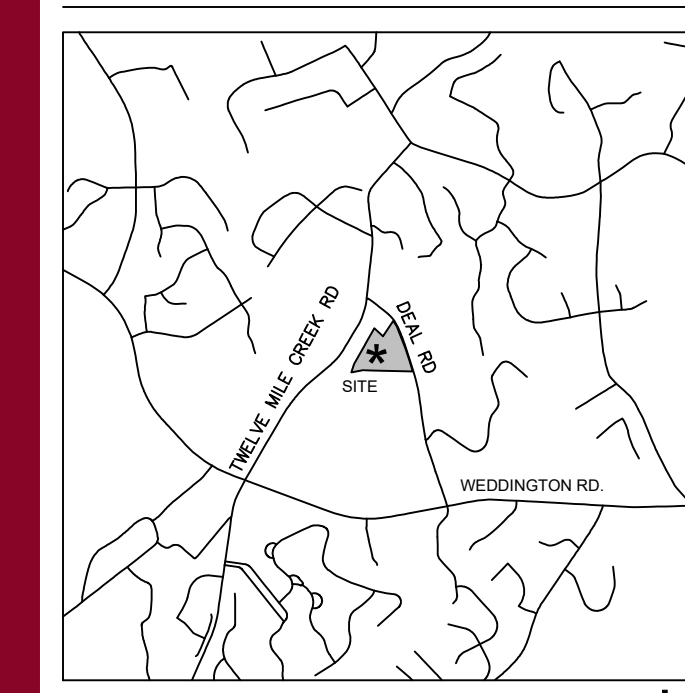 TWELVE MILE CREEK RD
DEAL RD
*
SITE
WEDDINGTON RD.